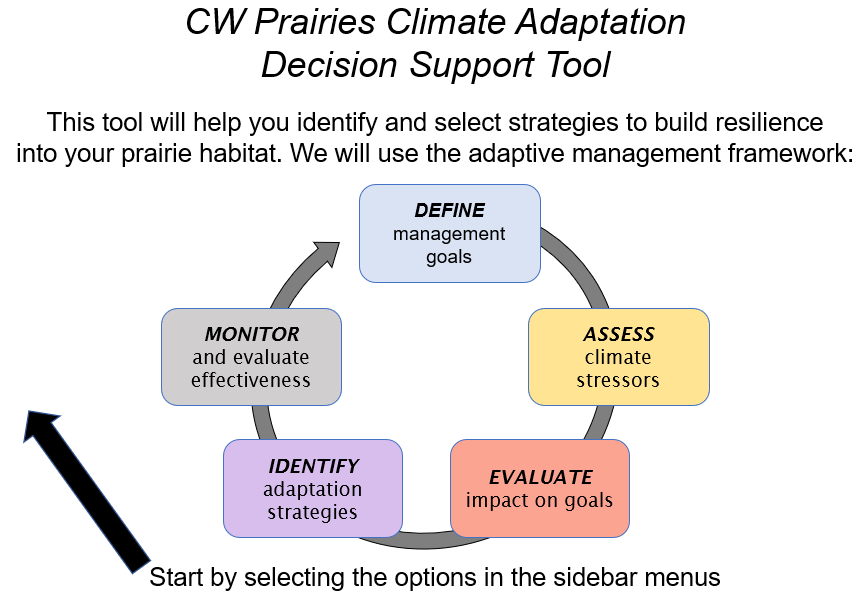 CW Prairies Climate Adaptation
Decision Support Tool
This tool will help you identify and select strategies to build resilience
into your prairie habitat. We will use the adaptive management framework:
DEFINE
management
goals
ASSESS
climate
stressors
EVALUATE
impact on goals
IDENTIFY
adaptation
strategies
MONITOR
and evaluate
effectiveness
Start by selecting the options in the sidebar menus